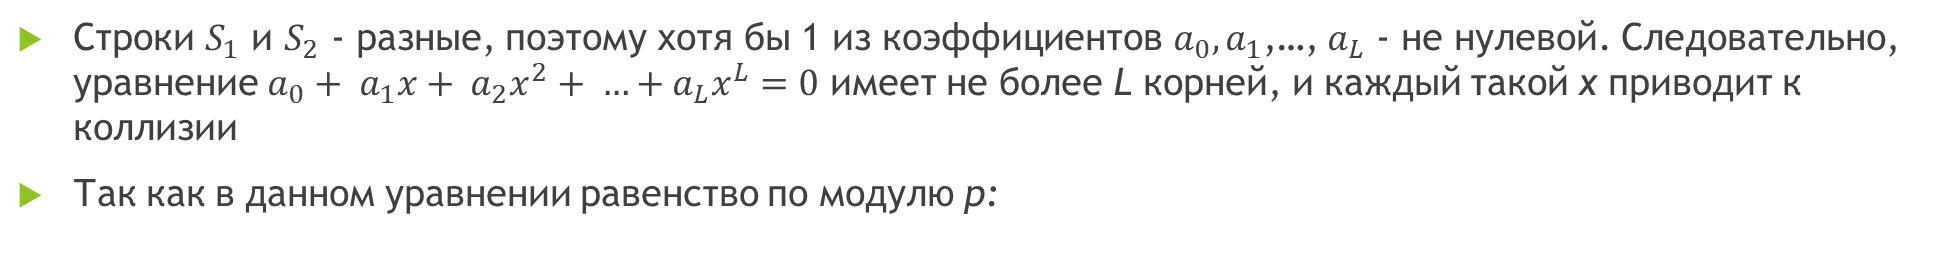 Строки S₁ и S₂ - разные, поэтому хотя бы 1 из коэффициентов a₀, a₁,…, a_L - не нулевой. Следовательно,
уравнение a₀ + a₁x + a₂x² + … + a_Lx^L = 0 имеет не более L корней, и каждый такой x приводит к
коллизии
Так как в данном уравнении равенство по модулю p: